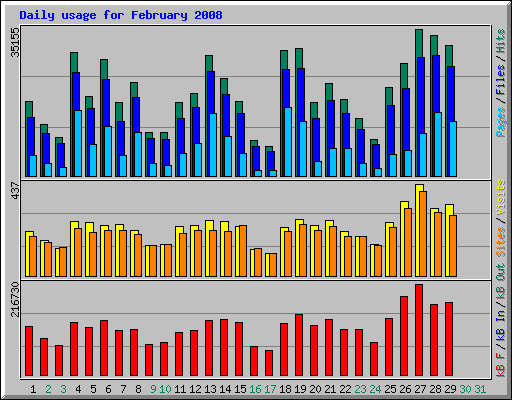 Daily usage for February 2008
35155
Pages / Files / Hits
437
Sites / Visits
216730
kB F / kB In / kB Out
1 2 3 4 5 6 7 8 9 10 11 12 13 14 15 16 17 18 19 20 21 22 23 24 25 26 27 28 29 30 31